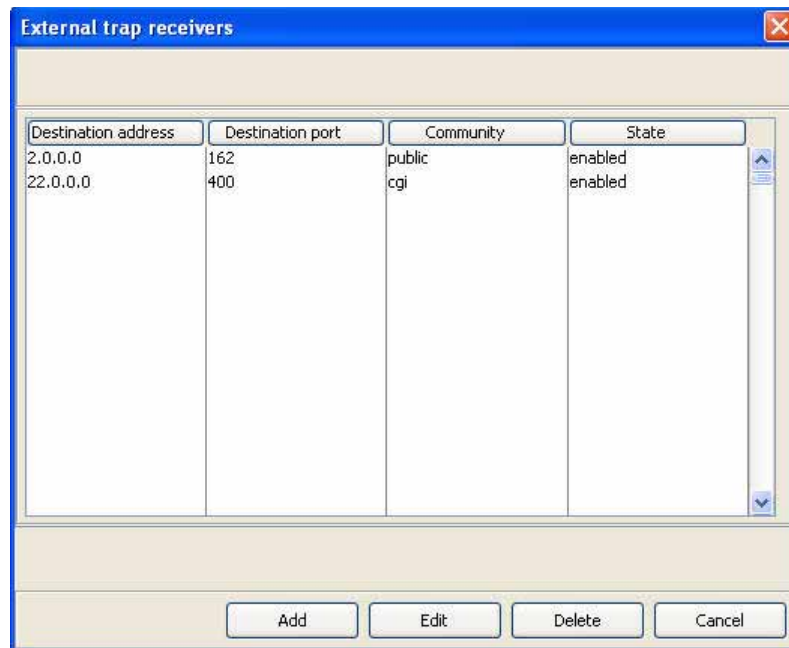 External trap receivers
Destination address Destination port Community State
2.0.0.0 162 public enabled
22.0.0.0 400 cgi enabled
Add Edit Delete Cancel